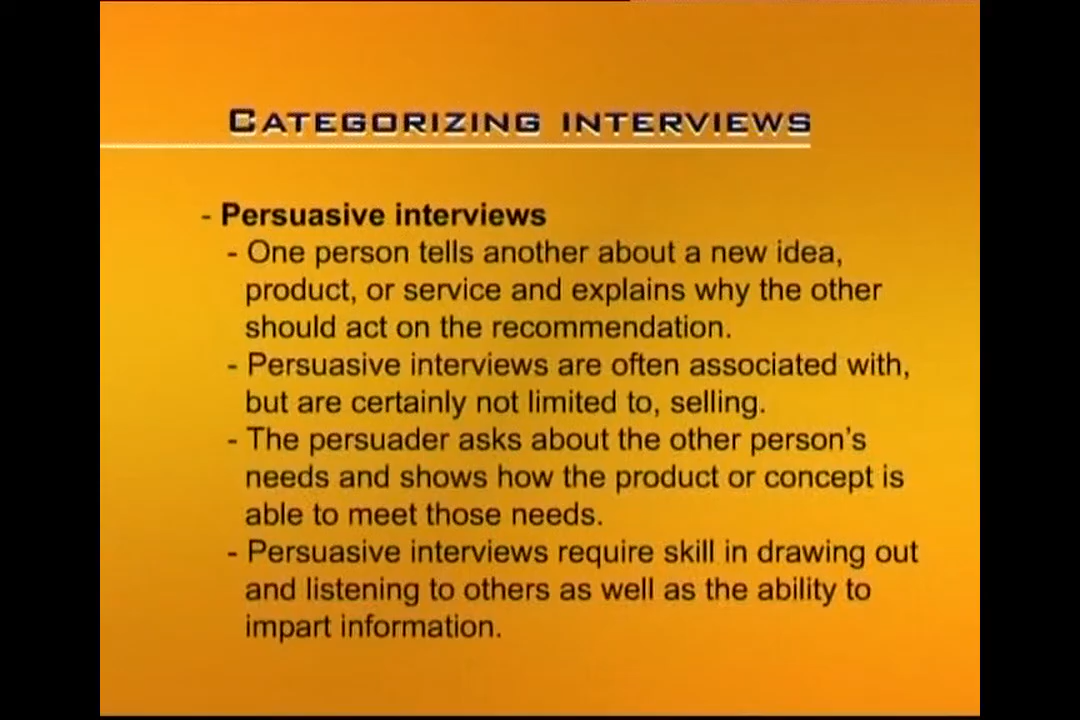 CATEGORIZING INTERVIEWS
- Persuasive interviews
- One person tells another about a new idea,
product, or service and explains why the other
should act on the recommendation.
- Persuasive interviews are often associated with,
but are certainly not limited to, selling.
- The persuader asks about the other person's
needs and shows how the product or concept is
able to meet those needs.
- Persuasive interviews require skill in drawing out
and listening to others as well as the ability to
impart information.